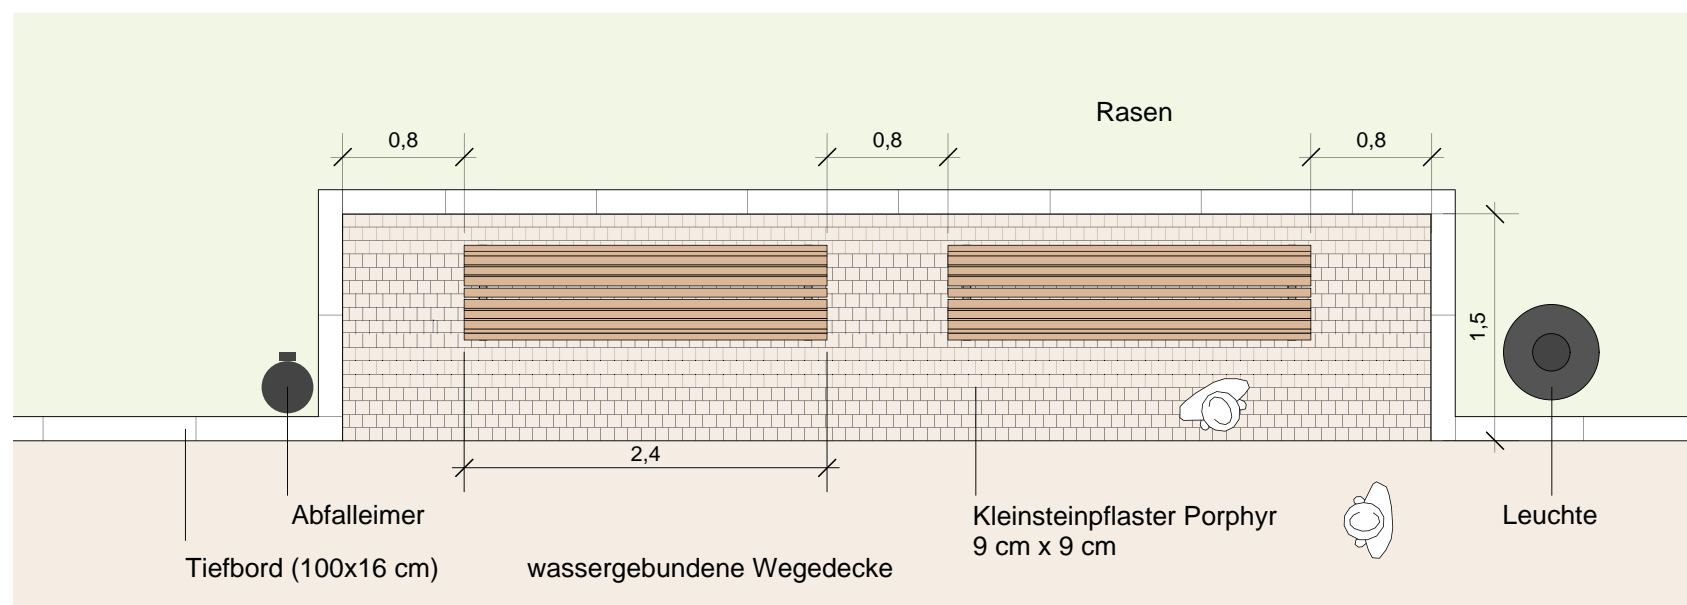 Rasen
0,8
0,8
0,8
1,5
2,4
Abfalleimer
Kleinsteinpflaster Porphyr
9 cm x 9 cm
Leuchte
Tiefbord (100x16 cm)
wassergebundene Wegedecke